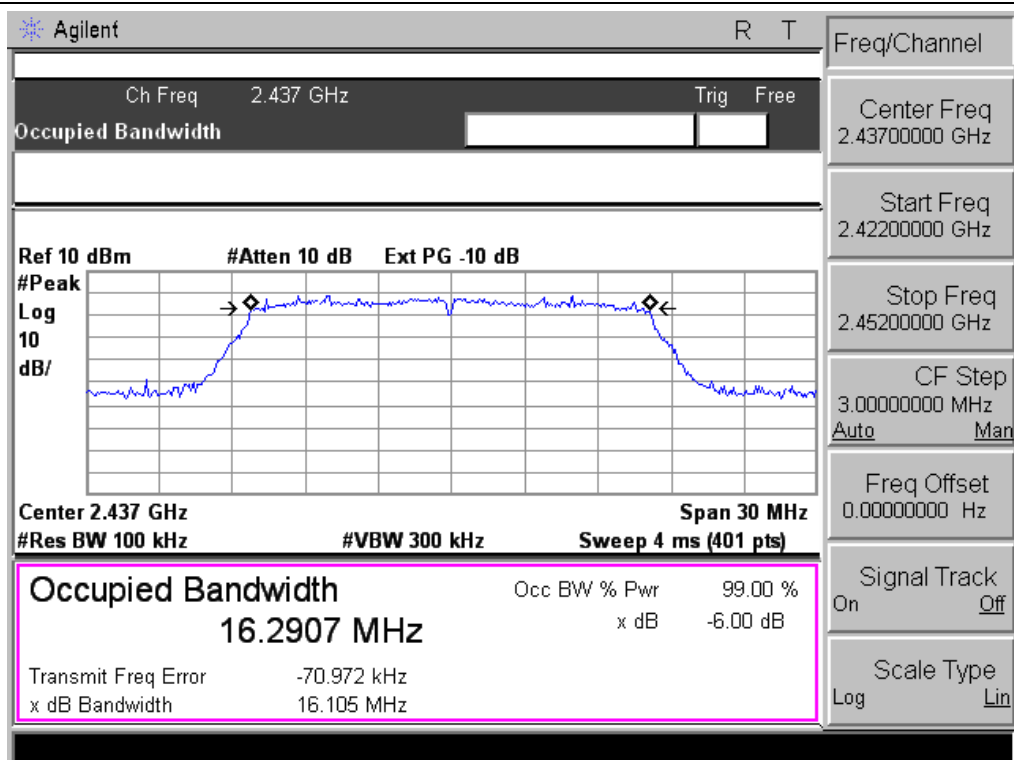 Agilent R T
Ch Freq 2.437 GHz Trig Free
Occupied Bandwidth
Ref 10 dBm #Atten 10 dB Ext PG -10 dB
#Peak
Log
10
dB/
Center 2.437 GHz Span 30 MHz
#Res BW 100 kHz #VBW 300 kHz Sweep 4 ms (401 pts)
Occupied Bandwidth Occ BW % Pwr 99.00 %
16.2907 MHz x dB -6.00 dB
Transmit Freq Error -70.972 kHz
x dB Bandwidth 16.105 MHz
Freq/Channel
Center Freq
2.43700000 GHz
Start Freq
2.42200000 GHz
Stop Freq
2.45200000 GHz
CF Step
3.00000000 MHz
Auto Man
Freq Offset
0.00000000 Hz
Signal Track
On Off
Scale Type
Log Lin